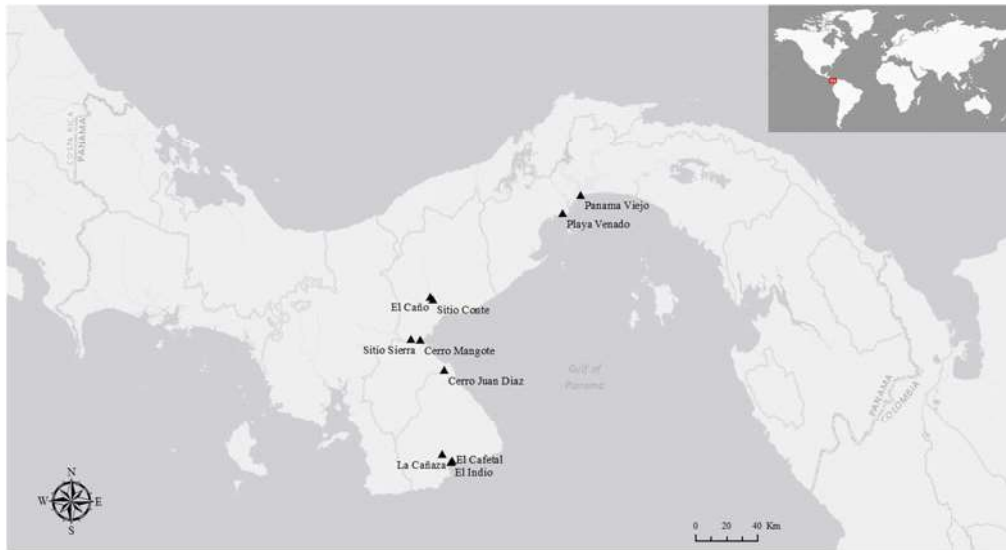 COSTA RICA
PANAMA
Panama Viejo
Playa Venado
El Caño
Sitio Conte
Sitio Sierra
Cerro Mangote
Cerro Juan Diaz
Gulf of
Panama
PANAMA
COLOMBIA
La Cañaza
El Cafetal
El Indio
N
W
E
S
0 20 40 Km